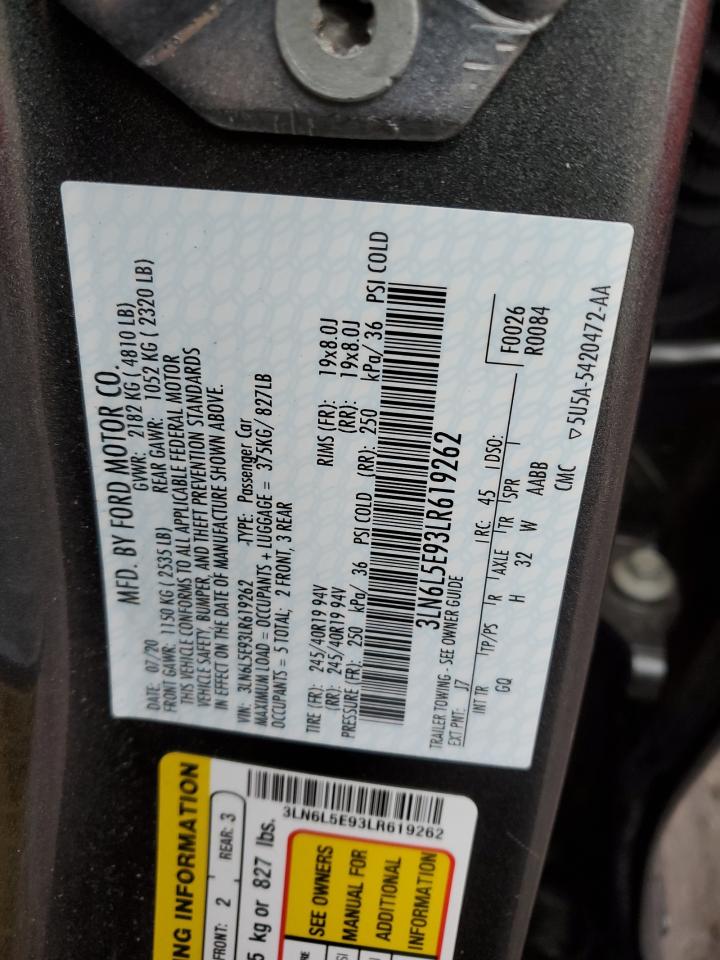 MFD. BY FORD MOTOR CO.
DATE: 07/20 GVWR: 2182 KG ( 4810 LB)
FRONT GAWR: 1150 KG ( 2535 LB) REAR GAWR: 1052 KG ( 2320 LB)
THIS VEHICLE CONFORMS TO ALL APPLICABLE FEDERAL MOTOR
VEHICLE SAFETY, BUMPER, AND THEFT PREVENTION STANDARDS
IN EFFECT ON THE DATE OF MANUFACTURE SHOWN ABOVE.
VIN: 3LN6L5E93LR619262 -TYPE: Passenger Car
MAXIMUM LOAD = OCCUPANTS + LUGGAGE = 375KG/ 827LB
OCCUPANTS = 5 TOTAL; 2 FRONT, 3 REAR
TIRE (FR): 245/40R19 94V RIMS (FR): 19x8.0J
(RR): 245/40R19 94V (RR): 19x8.0J
PRESSURE (FR): 250 kPa/ 36 PSI COLD (RR): 250 kPa/ 36 PSI COLD
3LN6L5E93LR619262
TRAILER TOWING - SEE OWNER GUIDE
EXT PNT: J7 RC: 45 DSO:
F0026
R0084
INT TR TP/PS R AXLE TR SPR
GQ H 32 W AABB
CMC ▽5U5A-5420472-AA
ING INFORMATION
FRONT: 2 REAR: 3
5 kg or 827 lbs.
3LN6L5E93LR619262
SEE OWNERS
MANUAL FOR
ADDITIONAL
INFORMATION